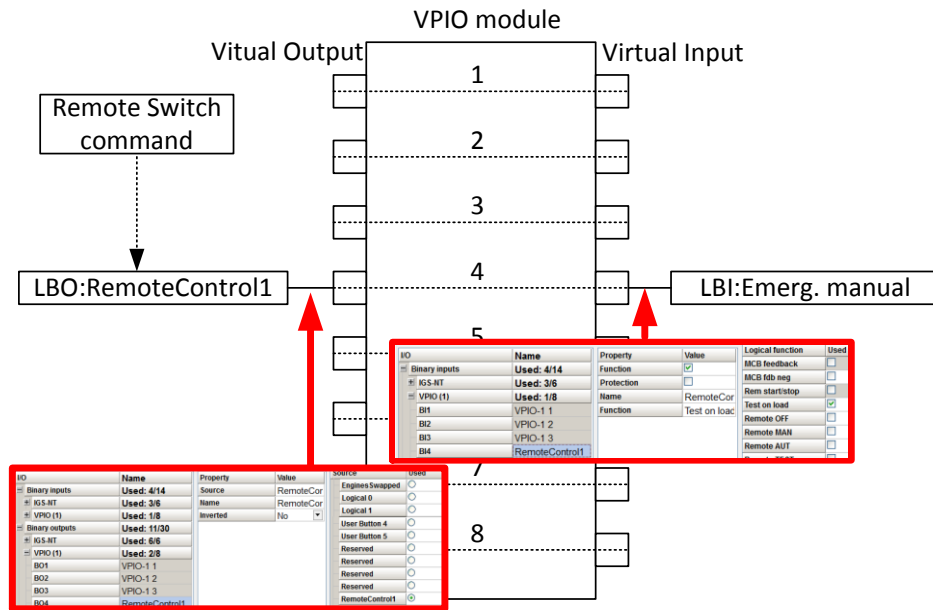 VPIO module
Vitual Output
Virtual Input
1
Remote Switch
command
2
3
LBO:RemoteControl1
4
LBI:Emerg. manual
5
I/O
Name
Property
Value
Logical function
Used
Binary inputs
Used: 4/14
Function
MCB feedback
IGS-NT
Used: 3/6
Protection
MCB fdb neg
VPIO (1)
Used: 1/8
Name
RemoteCor
Rem start/stop
BI1
VPIO-1 1
Function
Test on load
Test on load
BI2
VPIO-1 2
Remote OFF
BI3
VPIO-1 3
Remote MAN
BI4
RemoteControl1
Remote AUT
7
I/O
Name
Property
Value
Source
Used
Binary inputs
Used: 4/14
Source
RemoteCor
EnginesSwapped
IGS-NT
Used: 3/6
Name
RemoteCor
Logical 0
VPIO (1)
Used: 1/8
Inverted
No
Logical 1
Binary outputs
Used: 11/30
User Button 4
IGS-NT
Used: 6/6
User Button 5
VPIO (1)
Used: 2/8
Reserved
BO1
VPIO-1 1
Reserved
BO2
VPIO-1 2
Reserved
BO3
VPIO-1 3
Reserved
BO4
RemoteControl1
RemoteControl1
8